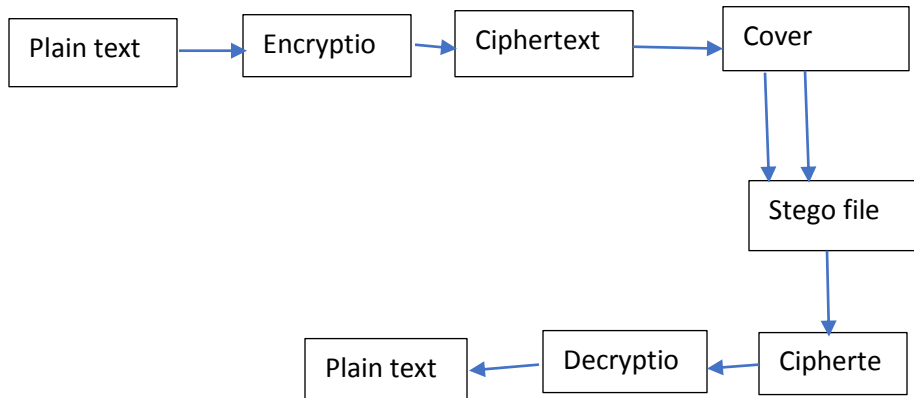 Plain text
Encryptio
Ciphertext
Cover
Stego file
Plain text
Decryptio
Cipherte